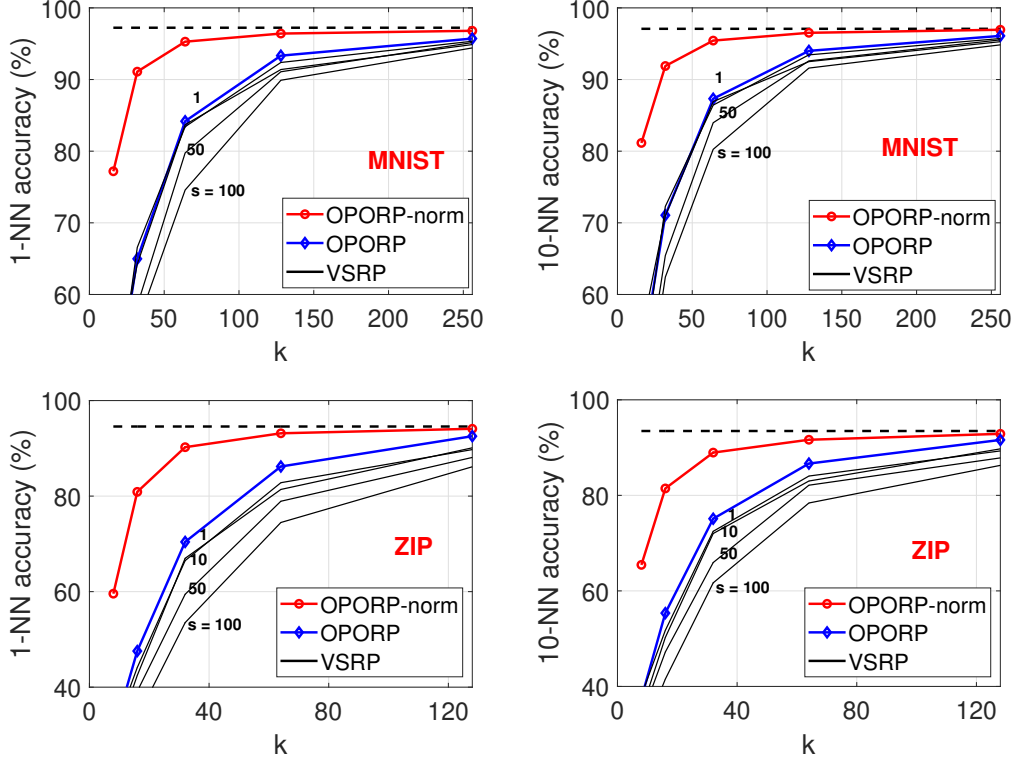 100
90
80
70
60
1-NN accuracy (%)
1
50
s = 100
MNIST
OPORP-norm
OPORP
VSRP
0 50 100 150 200 250
k
100
90
80
70
60
10-NN accuracy (%)
1
50
s = 100
MNIST
OPORP-norm
OPORP
VSRP
0 50 100 150 200 250
k
100
80
60
40
1-NN accuracy (%)
1
10
50
s = 100
ZIP
OPORP-norm
OPORP
VSRP
0 40 80 120
k
100
80
60
40
10-NN accuracy (%)
1
10
50
s = 100
ZIP
OPORP-norm
OPORP
VSRP
0 40 80 120
k